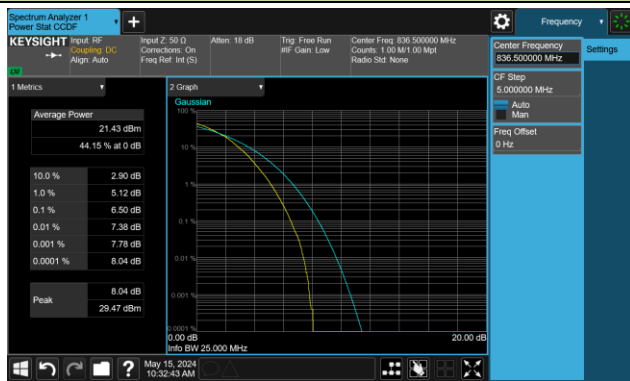 Spectrum Analyzer 1
Power Stat CCDF
Frequency
KEYSIGHT
Input: RF
Coupling: DC
Align: Auto
Input Z: 50 Ω
Corrections: On
Freq Ref: Int (S)
Atten: 18 dB
Trig: Free Run
#IF Gain: Low
Center Freq: 836.500000 MHz
Counts: 1.00 M/1.00 Mpt
Radio Std: None
Center Frequency
836.500000 MHz
Settings
CF Step
5.000000 MHz
Auto
Man
Freq Offset
0 Hz
1 Metrics
Average Power
21.43 dBm
44.15 % at 0 dB
10.0 % 2.90 dB
1.0 % 5.12 dB
0.1 % 6.50 dB
0.01 % 7.38 dB
0.001 % 7.78 dB
0.0001 % 8.04 dB
Peak
8.04 dB
29.47 dBm
2 Graph
Gaussian
100 %
10 %
1 %
0.1 %
0.01 %
0.001 %
0.0001 %
0.00 dB 20.00 dB
Info BW 25.000 MHz
?
May 15, 2024
10:32:43 AM